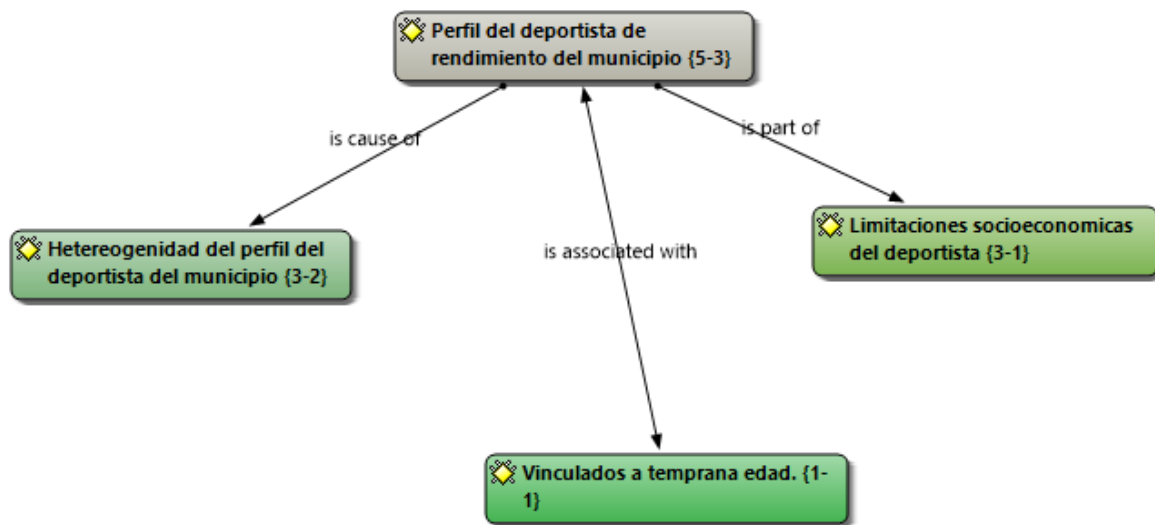 Perfil del deportista de
rendimiento del municipio {5-3}
is cause of
is part of
Hetereogenidad del perfil del
deportista del municipio {3-2}
is associated with
Limitaciones socioeconomicas
del deportista {3-1}
Vinculados a temprana edad. {1-
1}